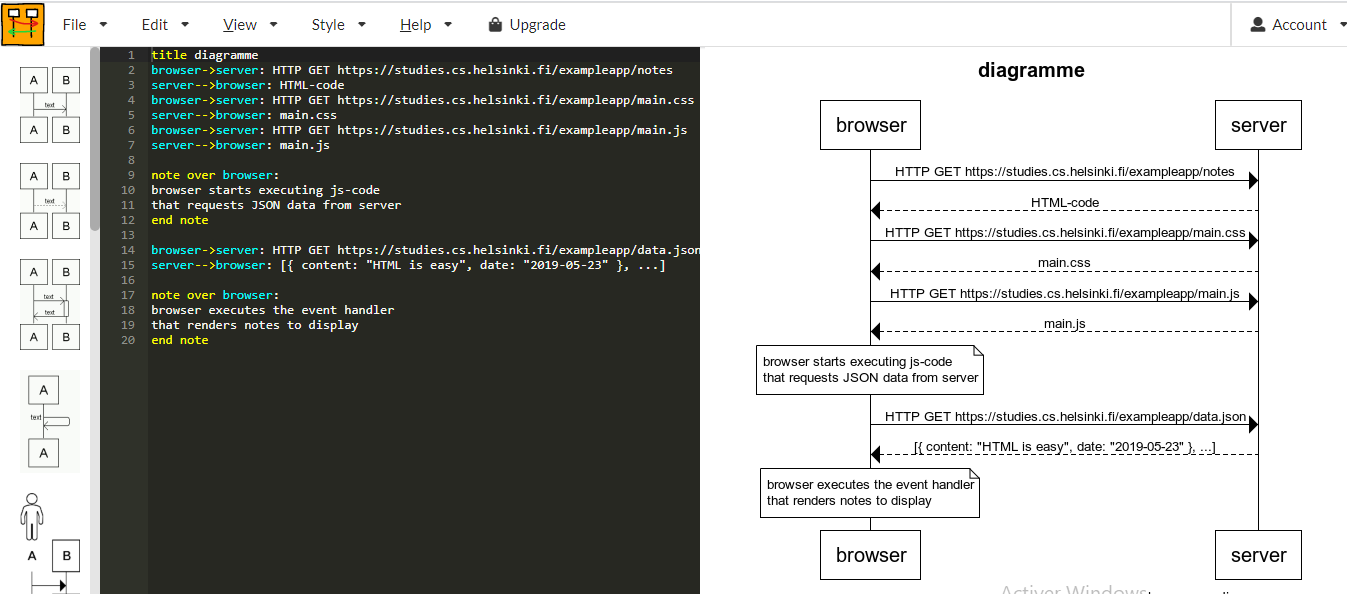 File Edit View Style Help Upgrade Account
A B
text
A B
A B
text
A B
A B
text
text
A B
A
text
A
A B
1 title diagramme
2 browser->server: HTTP GET https://studies.cs.helsinki.fi/exampleapp/notes
3 server-->browser: HTML-code
4 browser->server: HTTP GET https://studies.cs.helsinki.fi/exampleapp/main.css
5 server-->browser: main.css
6 browser->server: HTTP GET https://studies.cs.helsinki.fi/exampleapp/main.js
7 server-->browser: main.js
8
9 note over browser:
10 browser starts executing js-code
11 that requests JSON data from server
12 end note
13
14 browser->server: HTTP GET https://studies.cs.helsinki.fi/exampleapp/data.json
15 server-->browser: [{ content: "HTML is easy", date: "2019-05-23" }, ...]
16
17 note over browser:
18 browser executes the event handler
19 that renders notes to display
20 end note
diagramme
browser server
HTTP GET https://studies.cs.helsinki.fi/exampleapp/notes
HTML-code
HTTP GET https://studies.cs.helsinki.fi/exampleapp/main.css
main.css
HTTP GET https://studies.cs.helsinki.fi/exampleapp/main.js
main.js
browser starts executing js-code
that requests JSON data from server
HTTP GET https://studies.cs.helsinki.fi/exampleapp/data.json
[{ content: "HTML is easy", date: "2019-05-23" }, ...]
browser executes the event handler
that renders notes to display
browser server
Activer Windows